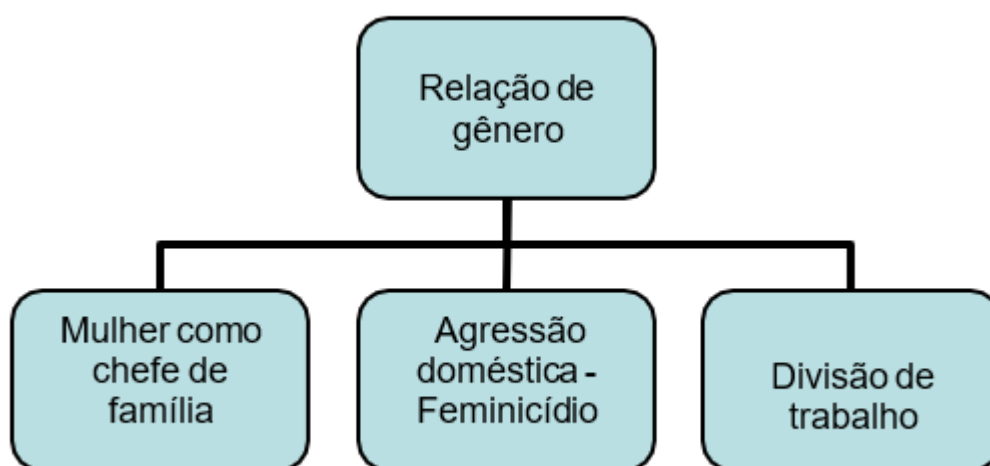 Relação de
gênero
Mulher como
chefe de
família
Agressão
doméstica -
Feminicídio
Divisão de
trabalho